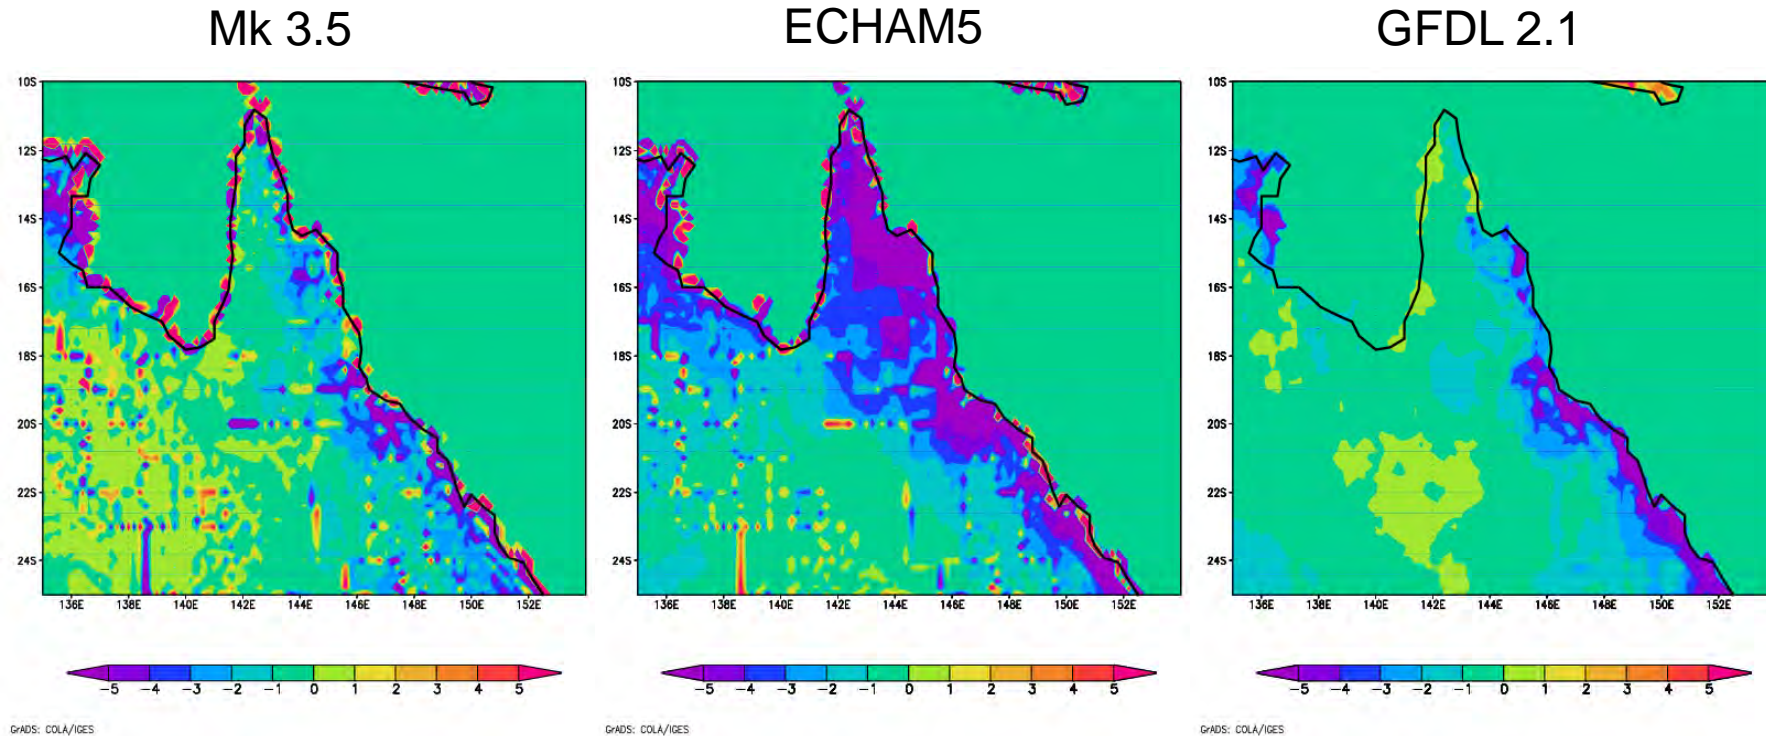 Mk 3.5 ECHAM5 GFDL 2.1
10S 10S 10S
12S 12S 12S
14S 14S 14S
16S 16S 16S
18S 18S 18S
20S 20S 20S
22S 22S 22S
24S 24S 24S
136E 138E 140E 142E 144E 146E 148E 150E 152E 136E 138E 140E 142E 144E 146E 148E 150E 152E 136E 138E 140E 142E 144E 146E 148E 150E 152E
-5 -4 -3 -2 -1 0 1 2 3 4 5 -5 -4 -3 -2 -1 0 1 2 3 4 5 -5 -4 -3 -2 -1 0 1 2 3 4 5
GrADS: COLA/IGES GrADS: COLA/IGES GrADS: COLA/IGES